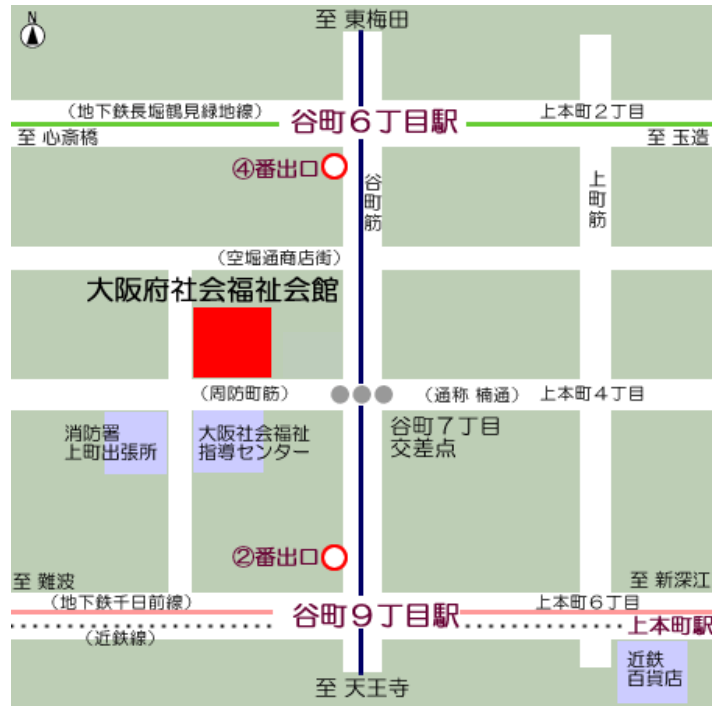 N
至 東梅田
（地下鉄長堀鶴見緑地線）
谷町６丁目駅
上本町２丁目
至 心斎橋
至 玉造
④番出口
谷町筋
上町筋
（空堀通商店街）
大阪府社会福祉会館
（周防町筋）
（通称 楠通）
上本町４丁目
消防署
上町出張所
大阪社会福祉
指導センター
谷町７丁目
交差点
②番出口
至 難波
至 新深江
（地下鉄千日前線）
谷町９丁目駅
上本町６丁目
（近鉄線）
上本町駅
近鉄
百貨店
至 天王寺